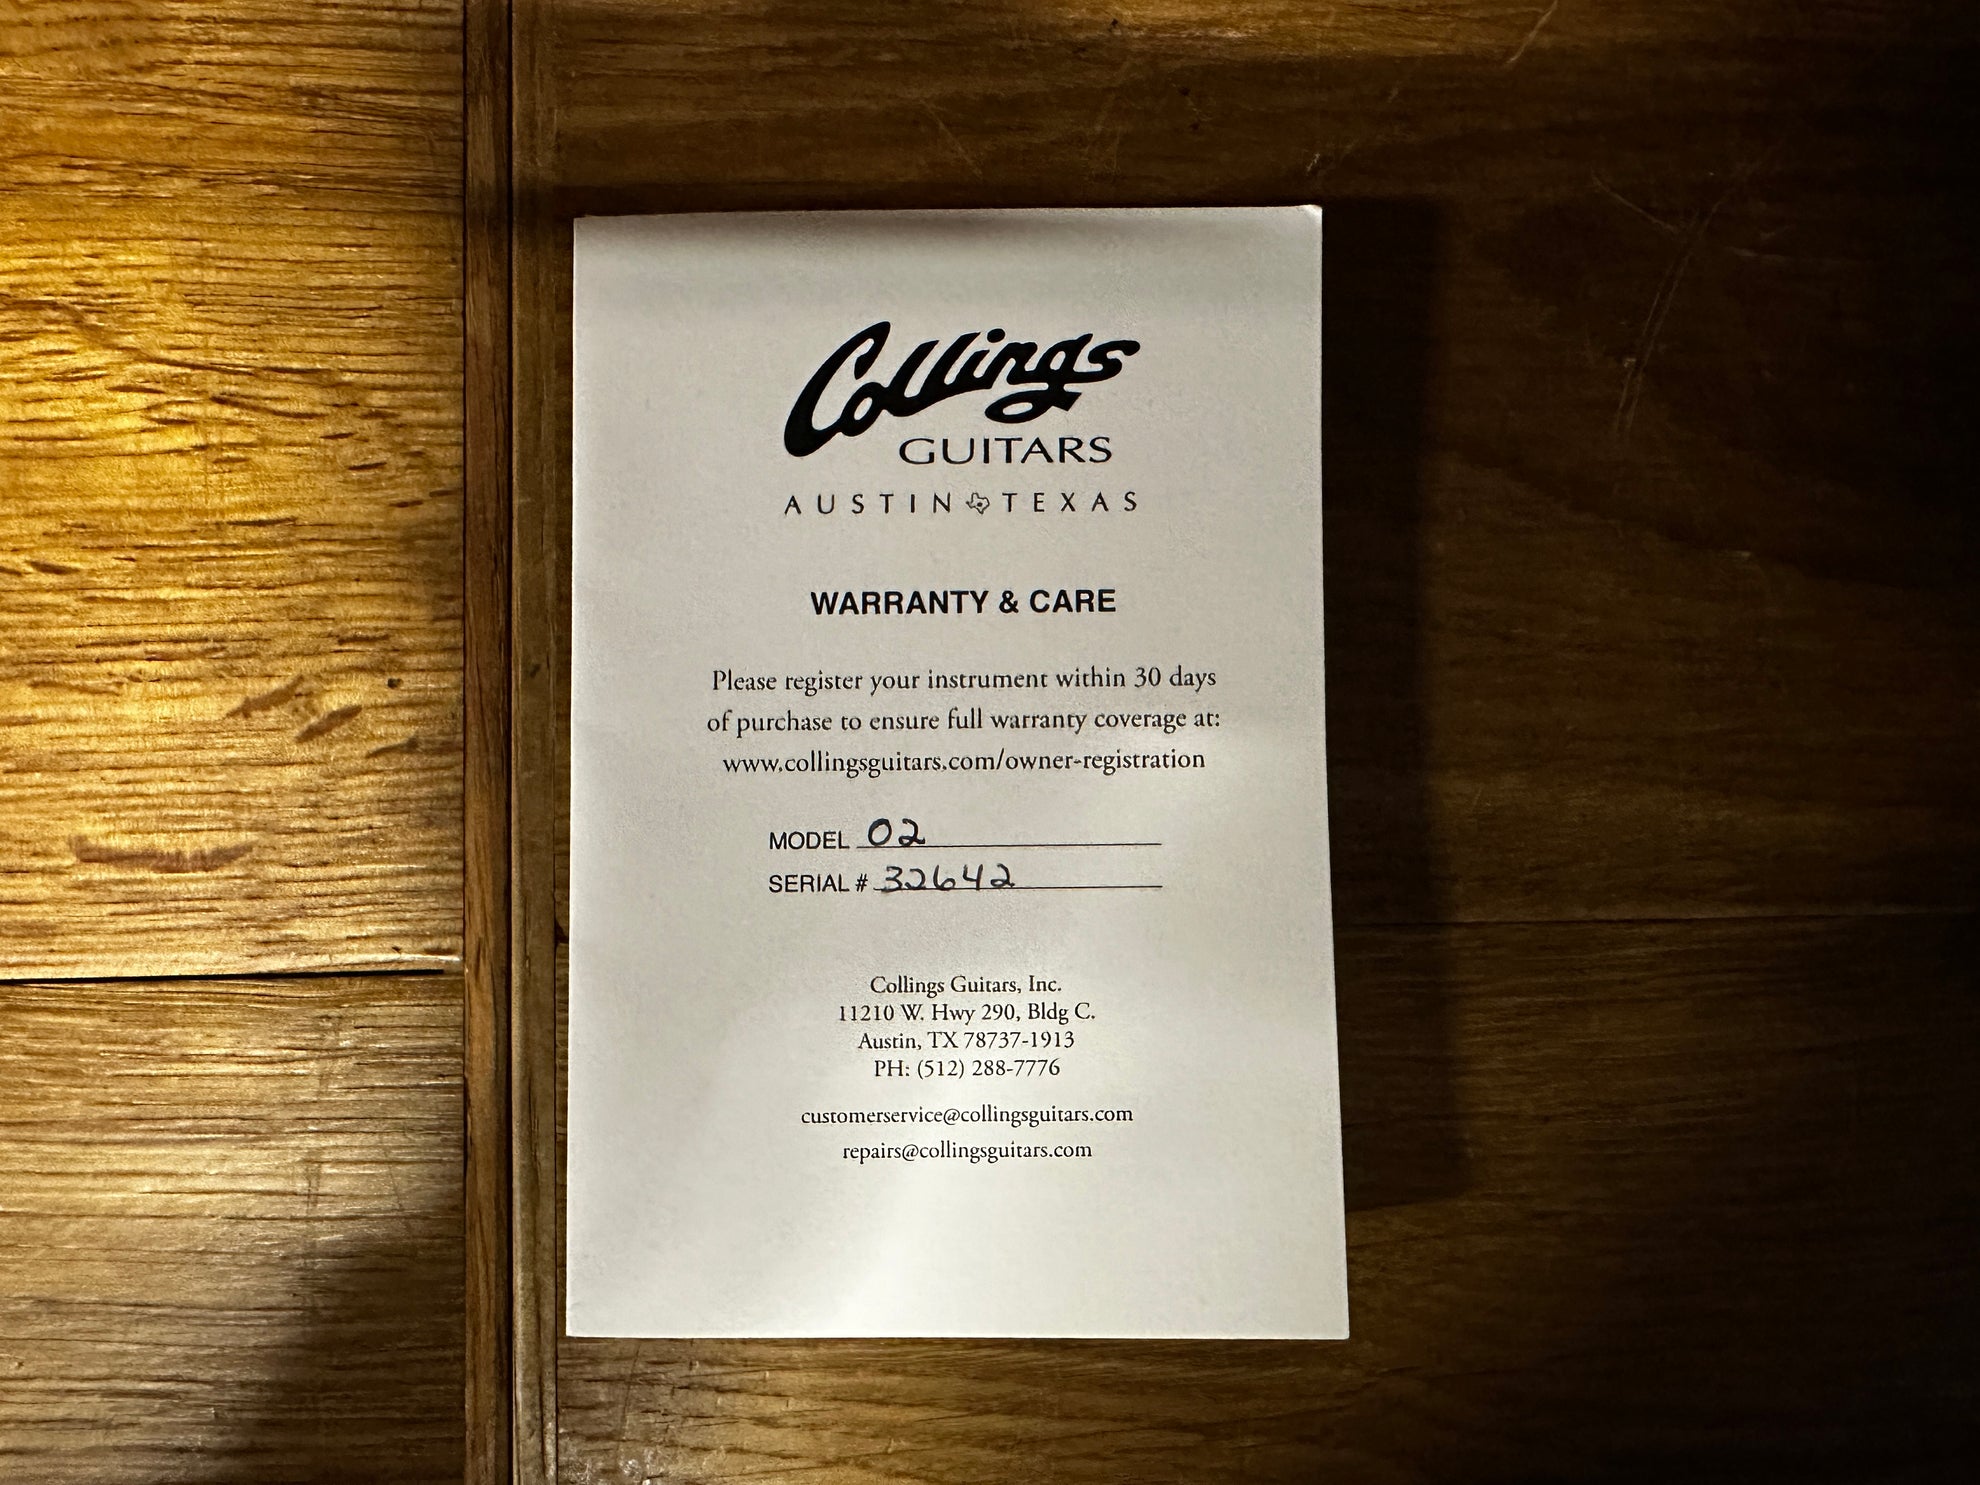 Collings
GUITARS
AUSTIN TEXAS
WARRANTY & CARE
Please register your instrument within 30 days
of purchase to ensure full warranty coverage at:
www.collingsguitars.com/owner-registration
MODEL 02
SERIAL # 32642
Collings Guitars, Inc.
11210 W. Hwy 290, Bldg C.
Austin, TX 78737-1913
PH: (512) 288-7776
customerservice@collingsguitars.com
repairs@collingsguitars.com